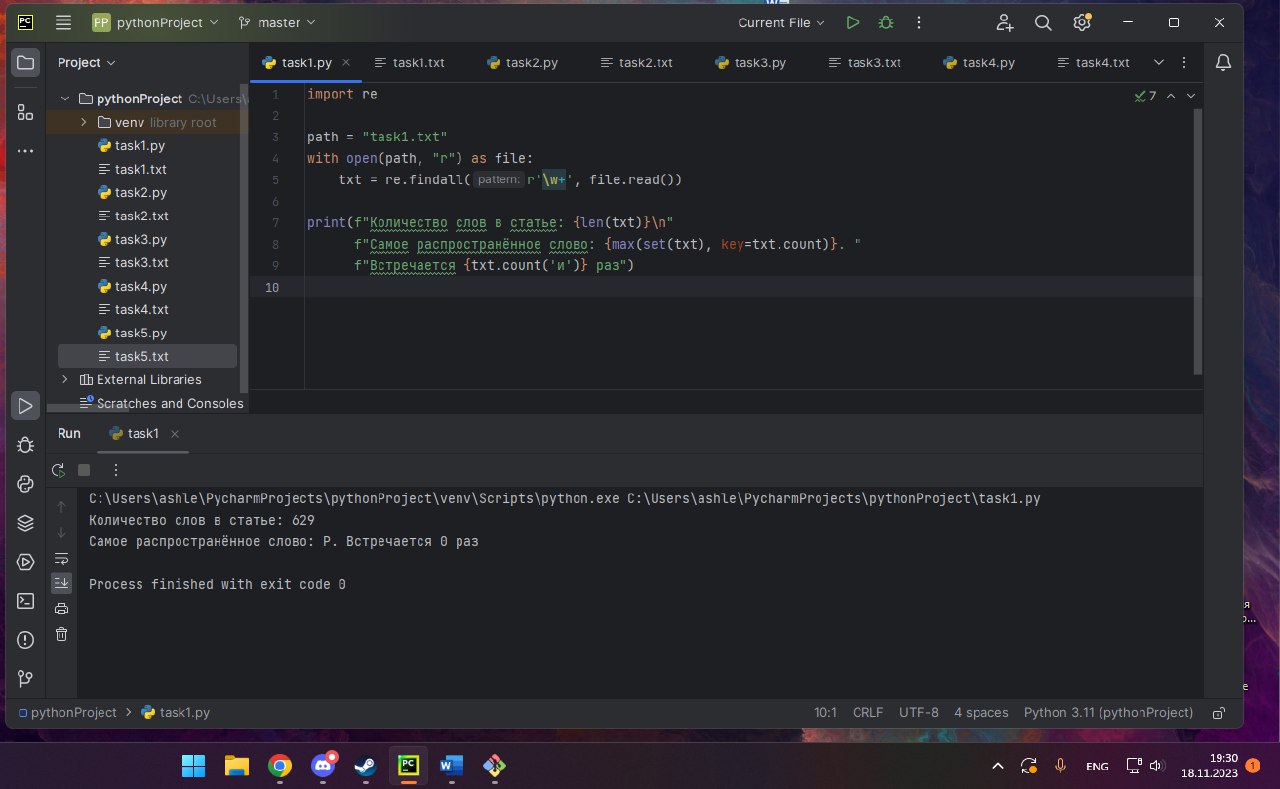 PC
PP pythonProject
master
Current File
Project
task1.py
task1.txt
task2.py
task2.txt
task3.py
task3.txt
task4.py
task4.txt
pythonProject C:\Users\
venv library root
task1.py
task1.txt
task2.py
task2.txt
task3.py
task3.txt
task4.py
task4.txt
task5.py
task5.txt
External Libraries
Scratches and Consoles
7
1 import re
2
3 path = "task1.txt"
4 with open(path, "r") as file:
5 txt = re.findall( pattern: r'\w+', file.read())
6
7 print(f"Количество слов в статье: {len(txt)}\n"
8 f"Самое распространённое слово: {max(set(txt), key=txt.count)}. "
9 f"Встречается {txt.count('и')} раз")
10
Run
task1
C:\Users\ashle\PycharmProjects\pythonProject\venv\Scripts\python.exe C:\Users\ashle\PycharmProjects\pythonProject\task1.py
Количество слов в статье: 629
Самое распространённое слово: Р. Встречается 0 раз
Process finished with exit code 0
pythonProject > task1.py
10:1
CRLF
UTF-8
4 spaces
Python 3.11 (pythonProject)
PC
W
ENG
19:30
18.11.2023
1